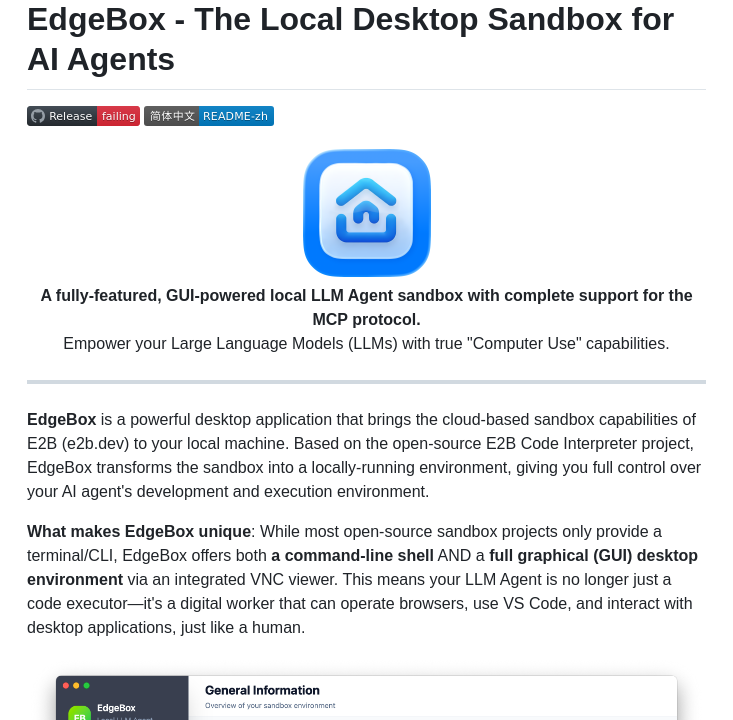 EdgeBox - The Local Desktop Sandbox for
AI Agents
Release failing 简体中文 README-zh
A fully-featured, GUI-powered local LLM Agent sandbox with complete support for the
MCP protocol.
Empower your Large Language Models (LLMs) with true "Computer Use" capabilities.
EdgeBox is a powerful desktop application that brings the cloud-based sandbox capabilities of
E2B (e2b.dev) to your local machine. Based on the open-source E2B Code Interpreter project,
EdgeBox transforms the sandbox into a locally-running environment, giving you full control over
your AI agent's development and execution environment.
What makes EdgeBox unique: While most open-source sandbox projects only provide a
terminal/CLI, EdgeBox offers both a command-line shell AND a full graphical (GUI) desktop
environment via an integrated VNC viewer. This means your LLM Agent is no longer just a
code executor—it's a digital worker that can operate browsers, use VS Code, and interact with
desktop applications, just like a human.
General Information
Overview of your sandbox environment
EdgeBox
EB
Local LLM Agent